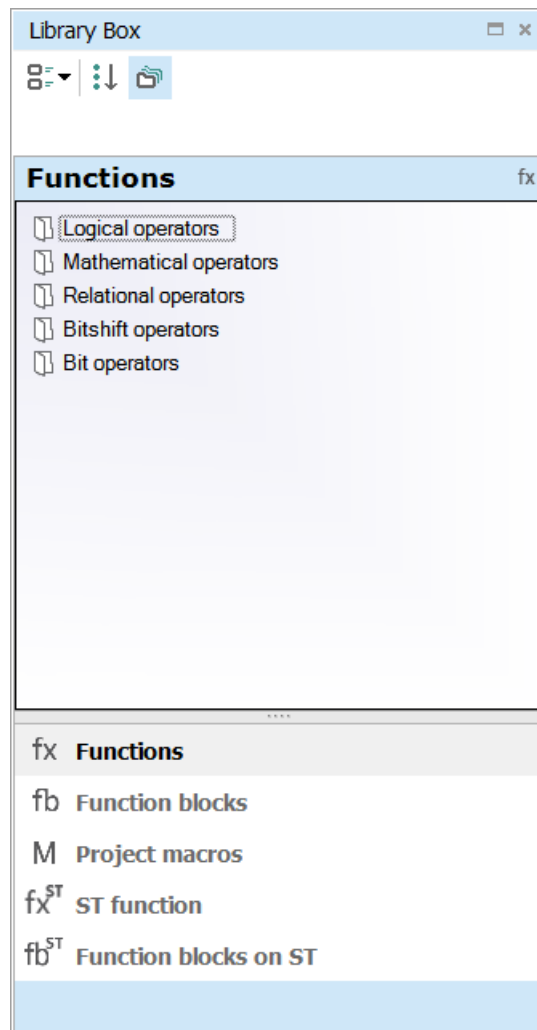 Library Box
Functions fx
Logical operators
Mathematical operators
Relational operators
Bitshift operators
Bit operators
fx Functions
fb Function blocks
M Project macros
fxST ST function
fbST Function blocks on ST